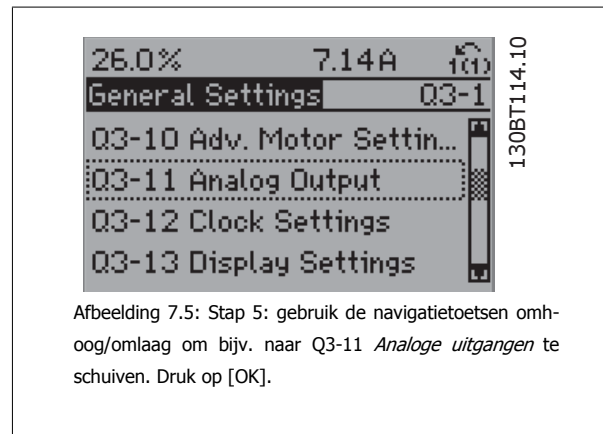 26.0% 7.14A 1(1)
General Settings Q3-1
Q3-10 Adv. Motor Settin...
Q3-11 Analog Output
Q3-12 Clock Settings
Q3-13 Display Settings
130BT114.10
Afbeelding 7.5: Stap 5: gebruik de navigatietoetsen omh-
oog/omlaag om bijv. naar Q3-11 Analoge uitgangen te
schuiven. Druk op [OK].